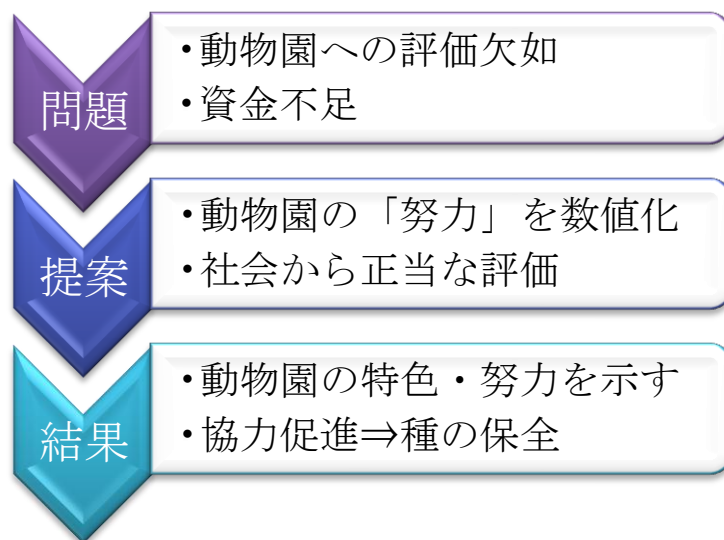 問題
・動物園への評価欠如
・資金不足
提案
・動物園の「努力」を数値化
・社会から正当な評価
結果
・動物園の特色・努力を示す
・協力促進⇒種の保全